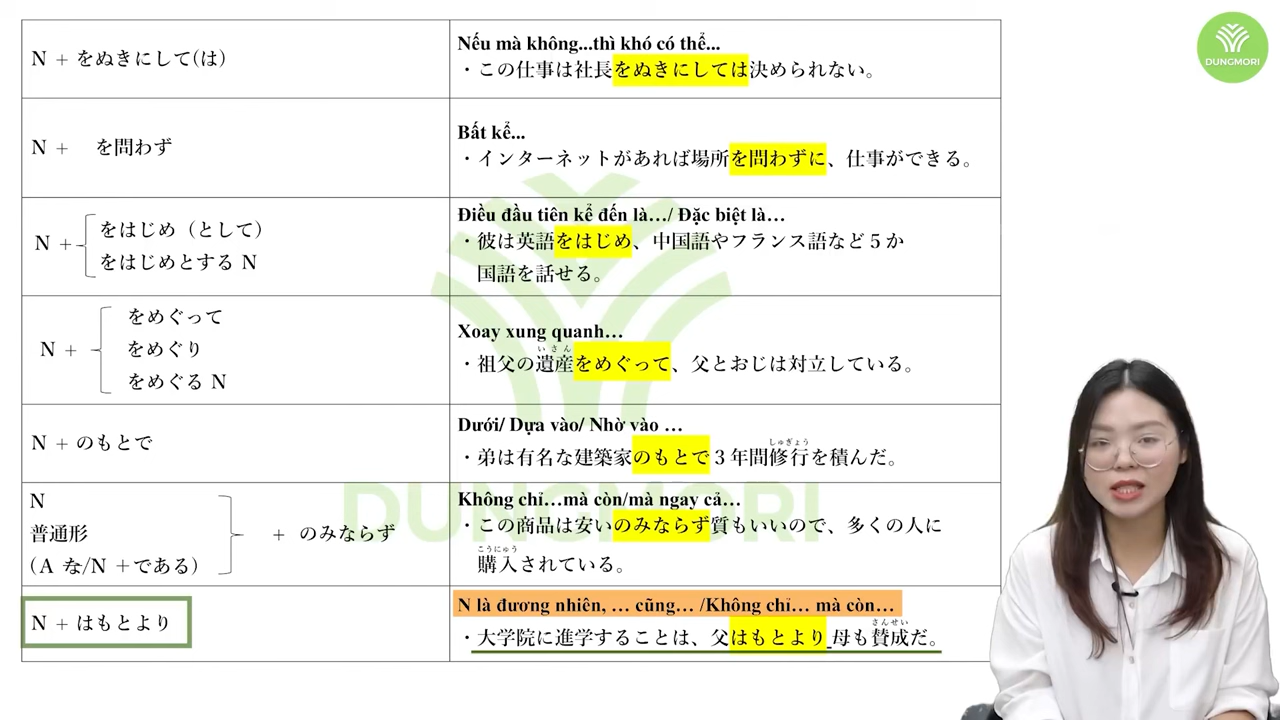 N + をぬきにして(は)
Nếu mà không...thì khó có thể...
・この仕事は社長をぬきにしては決められない。
N + を問わず
Bất kể...
・インターネットがあれば場所を問わずに、仕事ができる。
N +
をはじめ（として）
をはじめとする N
Điều đầu tiên kể đến là…/ Đặc biệt là…
・彼は英語をはじめ、中国語やフランス語など５か
国語を話せる。
N +
をめぐって
をめぐり
をめぐる N
Xoay xung quanh…
いさん
・祖父の遺産をめぐって、父とおじは対立している。
N + のもとで
Dưới/ Dựa vào/ Nhờ vào …
しゅぎょう
・弟は有名な建築家のもとで３年間修行を積んだ。
N
普通形
（A な/N ＋である）
+ のみならず
Không chỉ…mà còn/mà ngay cả…
・この商品は安いのみならず質もいいので、多くの人に
こうにゅう
購入されている。
N + はもとより
N là đương nhiên, … cũng… /Không chỉ… mà còn…
さんせい
・大学院に進学することは、父はもとより 母も賛成だ。
DUNGMORI
DUNGMORI